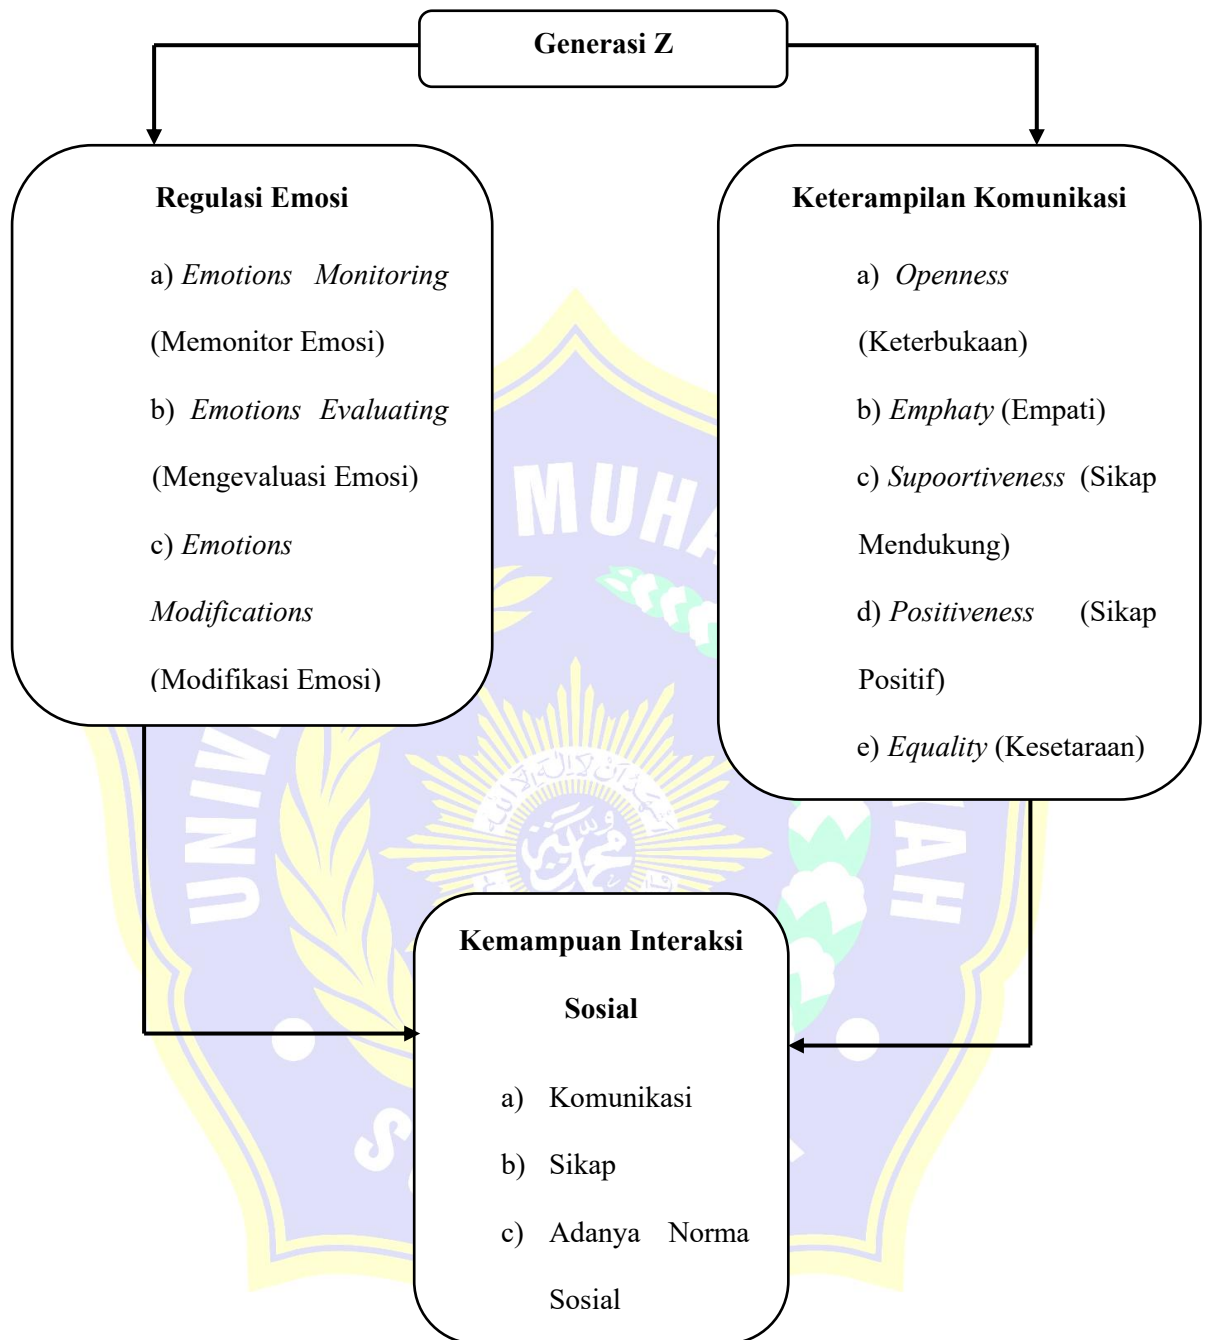 Generasi Z
Regulasi Emosi
a) Emotions Monitoring
(Memonitor Emosi)
b) Emotions Evaluating
(Mengevaluasi Emosi)
c) Emotions
Modifications
(Modifikasi Emosi)
Keterampilan Komunikasi
a) Openness
(Keterbukaan)
b) Emphaty (Empati)
c) Supoortiveness (Sikap
Mendukung)
d) Positiveness (Sikap
Positif)
e) Equality (Kesetaraan)
Kemampuan Interaksi
Sosial
a) Komunikasi
b) Sikap
c) Adanya Norma
Sosial